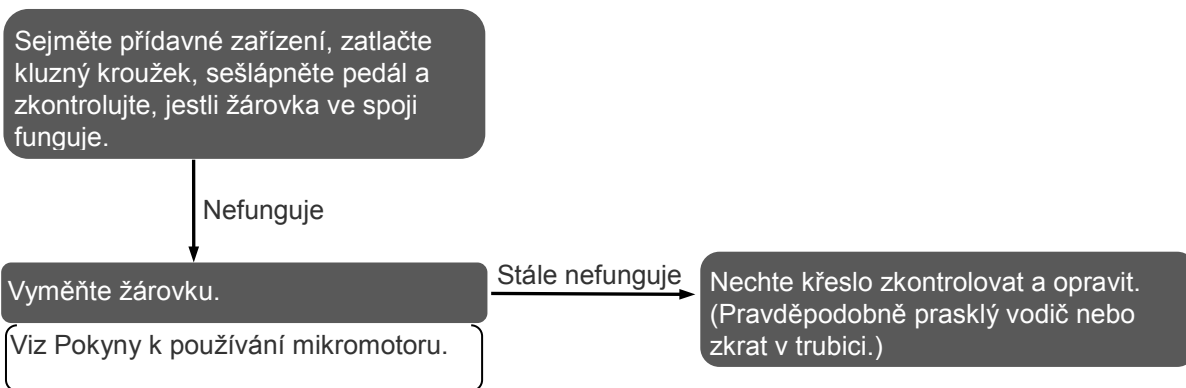 Sejměte přídavné zařízení, zatlačte
kluzný kroužek, sešlápněte pedál a
zkontrolujte, jestli žárovka ve spoji
funguje.
Nefunguje
Vyměňte žárovku.
Viz Pokyny k používání mikromotoru.
Stále nefunguje
Nechte křeslo zkontrolovat a opravit.
(Pravděpodobně prasklý vodič nebo
zkrat v trubici.)